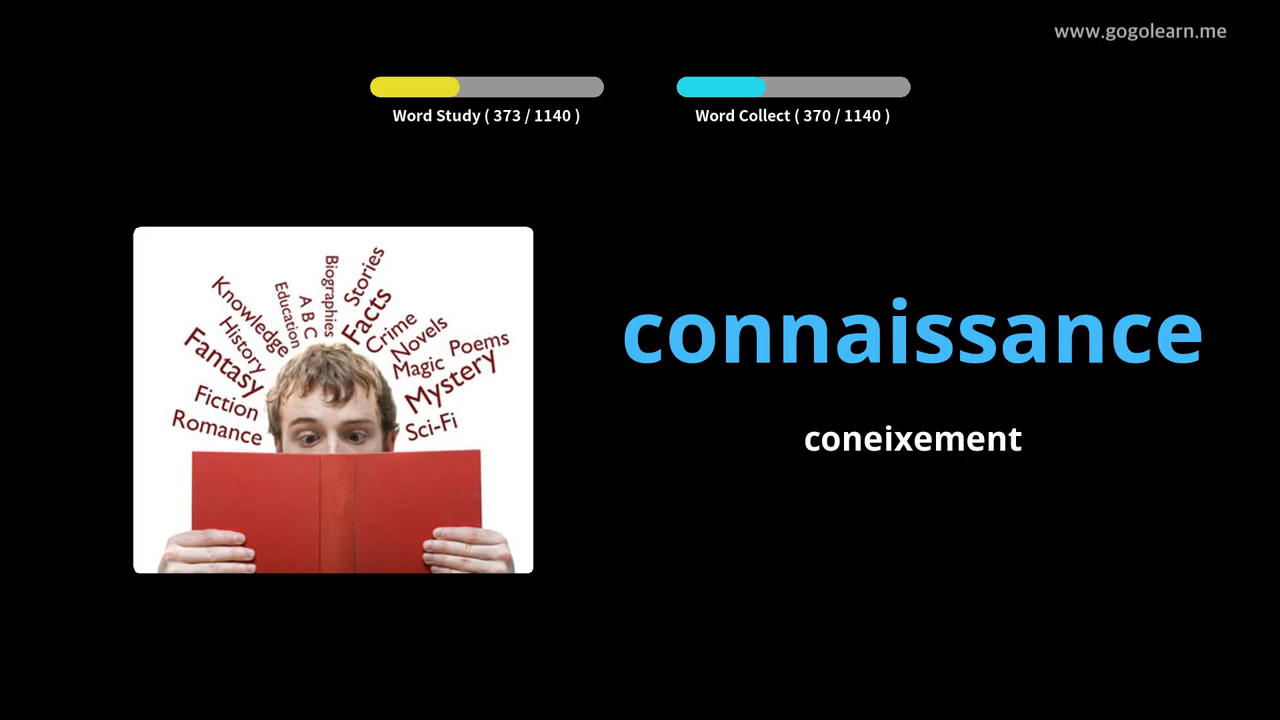 www.gogolearn.me
Word Study ( 373 / 1140 )
Word Collect ( 370 / 1140 )
Biographies
Stories
Education
A B C
Facts
Knowledge
Crime
History
Novels
Fantasy
Magic
Poems
Mystery
Fiction
Romance
Sci-Fi
connaissance
coneixement